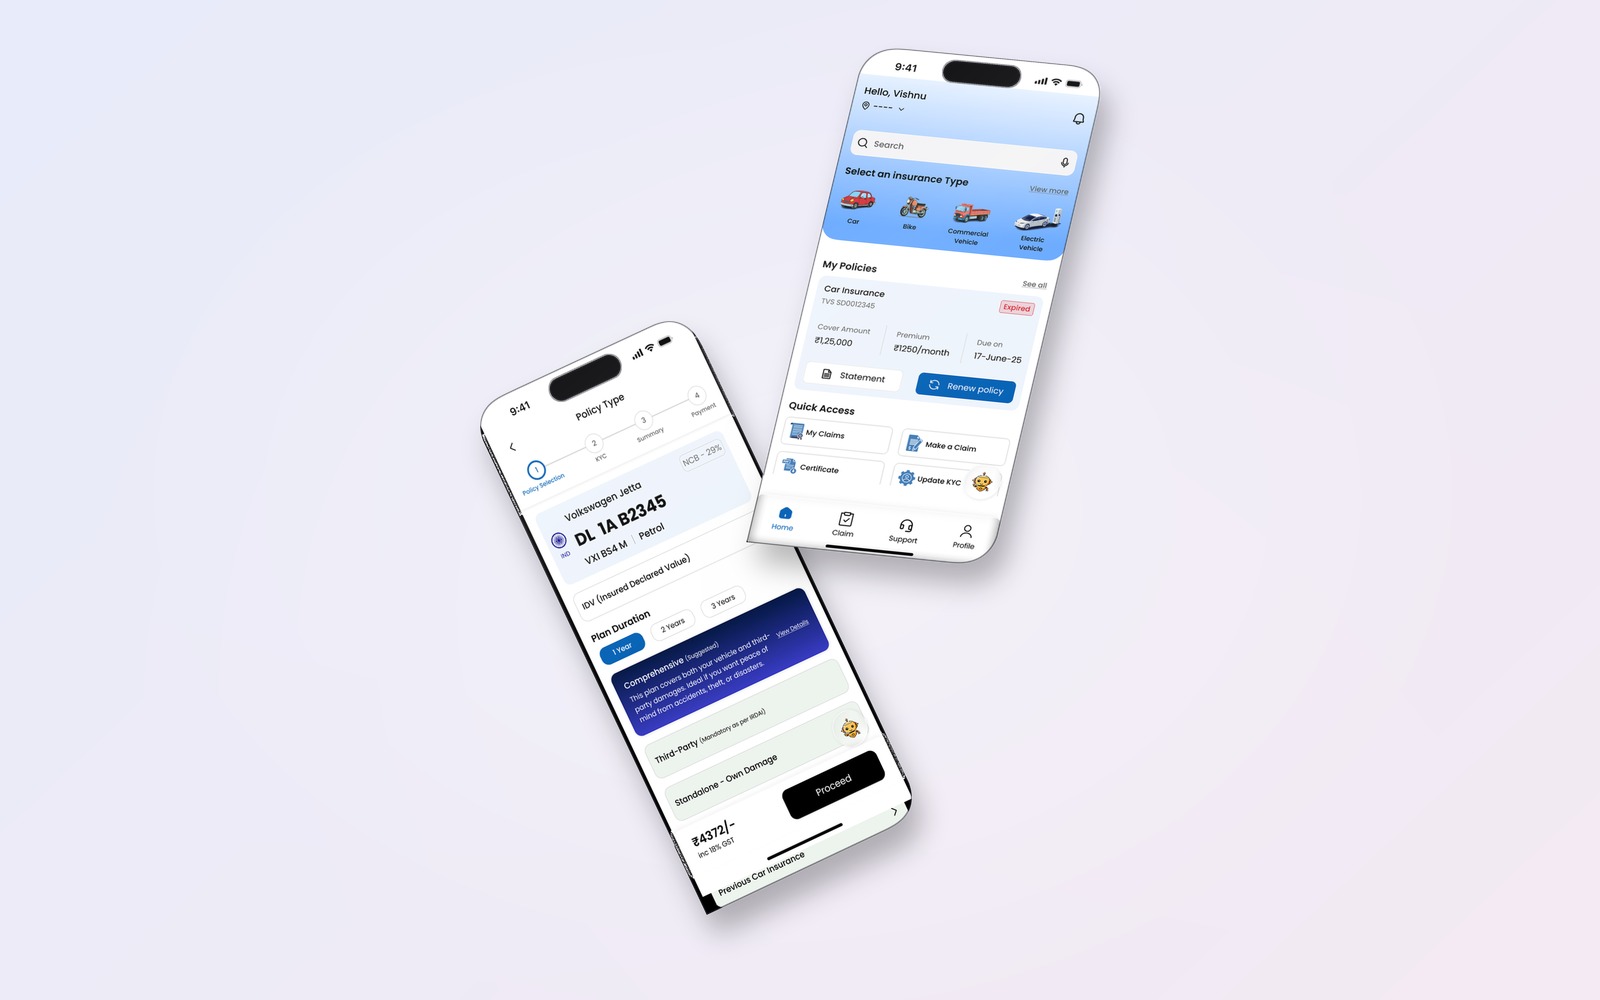 9:41
Hello, Vishnu
----
Search
Select an insurance Type
View more
Car
Bike
Commercial
Vehicle
Electric
Vehicle
My Policies
See all
Car Insurance
TVS SD0012345
Expired
Cover Amount
₹1,25,000
Premium
₹1250/month
Due on
17-June-25
Statement
Renew policy
Quick Access
My Claims
Make a Claim
Certificate
Update KYC
Home
Claim
Support
Profile
9:41
Policy Type
1
Policy Selection
2
KYC
3
Summary
4
Payment
NCB - 29%
Volkswagen Jetta
IND
DL 1A B2345
VXI BS4 M | Petrol
IDV (Insured Declared Value)
Plan Duration
1 Year
2 Years
3 Years
Comprehensive (Suggested)
View Details
This plan covers both your vehicle and third-
party damages. Ideal if you want peace of
mind from accidents, theft, or disasters.
Third-Party (Mandatory as per IRDAI)
Standalone - Own Damage
₹4372/-
inc 18% GST
Proceed
Previous Car Insurance